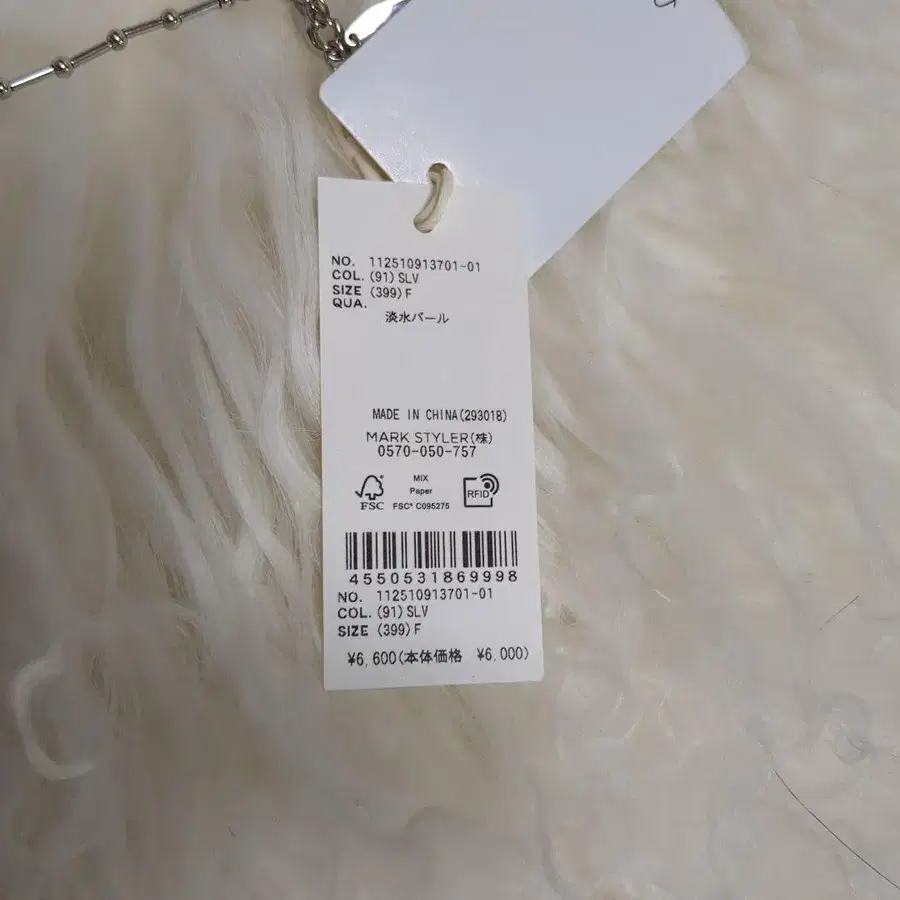 NO. 112510913701-01
COL. (91) SLV
SIZE (399) F
QUA.
淡水パール
MADE IN CHINA(293018)
MARK STYLER(株)
0570-050-757
FSC
MIX
Paper
FSC® C095275
RFID
4550531869998
NO. 112510913701-01
COL. (91) SLV
SIZE (399) F
¥6,600(本体価格 ¥6,000)